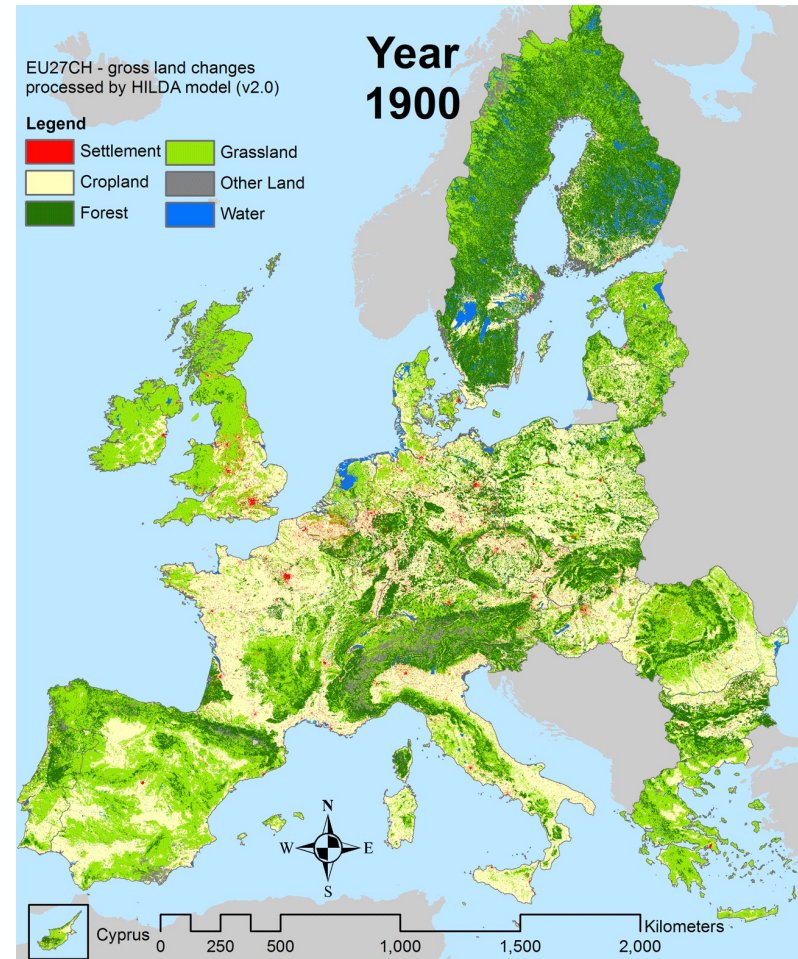 Year
1900
EU27CH - gross land changes
processed by HILDA model (v2.0)
Legend
Settlement
Grassland
Cropland
Other Land
Forest
Water
N
W
E
S
Cyprus
Kilometers
0
250
500
1,000
1,500
2,000